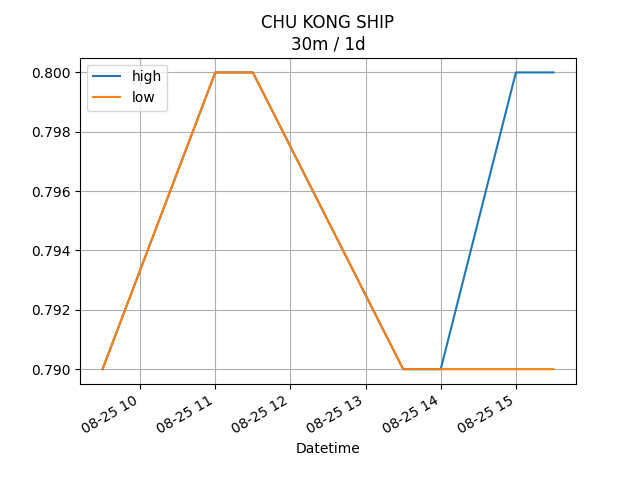 CHU KONG SHIP
30m / 1d
high
low
0.800
0.798
0.796
0.794
0.792
0.790
08-25 10
08-25 11
08-25 12
08-25 13
08-25 14
08-25 15
Datetime